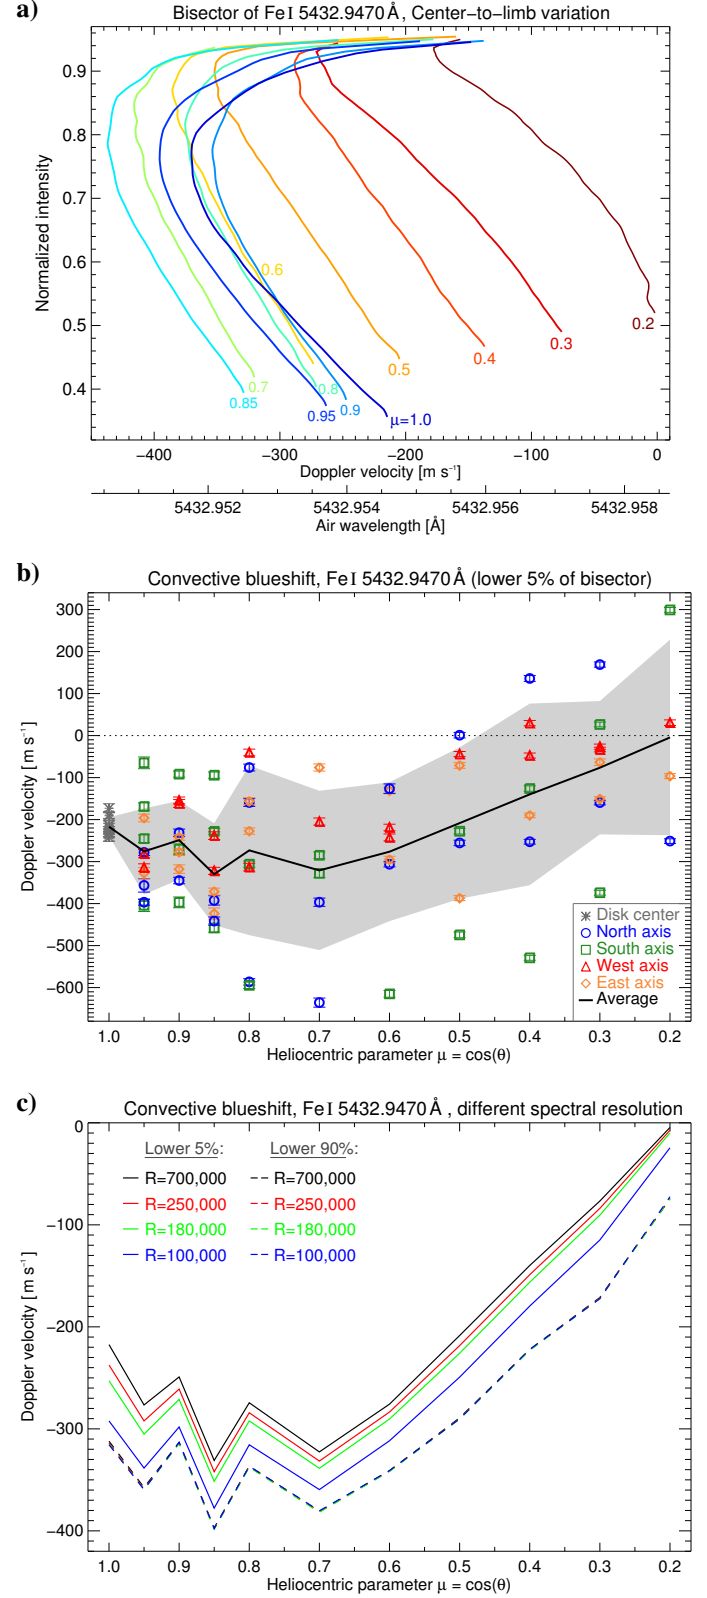 a)
Bisector of Fe I 5432.9470 Å, Center-to-limb variation
Normalized intensity
0.9
0.8
0.7
0.6
0.5
0.4
0.6
0.2
0.3
0.4
0.5
0.7
0.8
0.85
0.95
0.9
μ=1.0
−400 −300 −200 −100 0
Doppler velocity [m s⁻¹]
5432.952 5432.954 5432.956 5432.958
Air wavelength [Å]
b)
Convective blueshift, Fe I 5432.9470 Å (lower 5% of bisector)
Doppler velocity [m s⁻¹]
300
200
100
0
−100
−200
−300
−400
−500
−600
Disk center
North axis
South axis
West axis
East axis
Average
1.0 0.9 0.8 0.7 0.6 0.5 0.4 0.3 0.2
Heliocentric parameter μ = cos(θ)
c)
Convective blueshift, Fe I 5432.9470 Å , different spectral resolution
Doppler velocity [m s⁻¹]
0
−100
−200
−300
−400
Lower 5%: Lower 90%:
R=700,000 R=700,000
R=250,000 R=250,000
R=180,000 R=180,000
R=100,000 R=100,000
1.0 0.9 0.8 0.7 0.6 0.5 0.4 0.3 0.2
Heliocentric parameter μ = cos(θ)